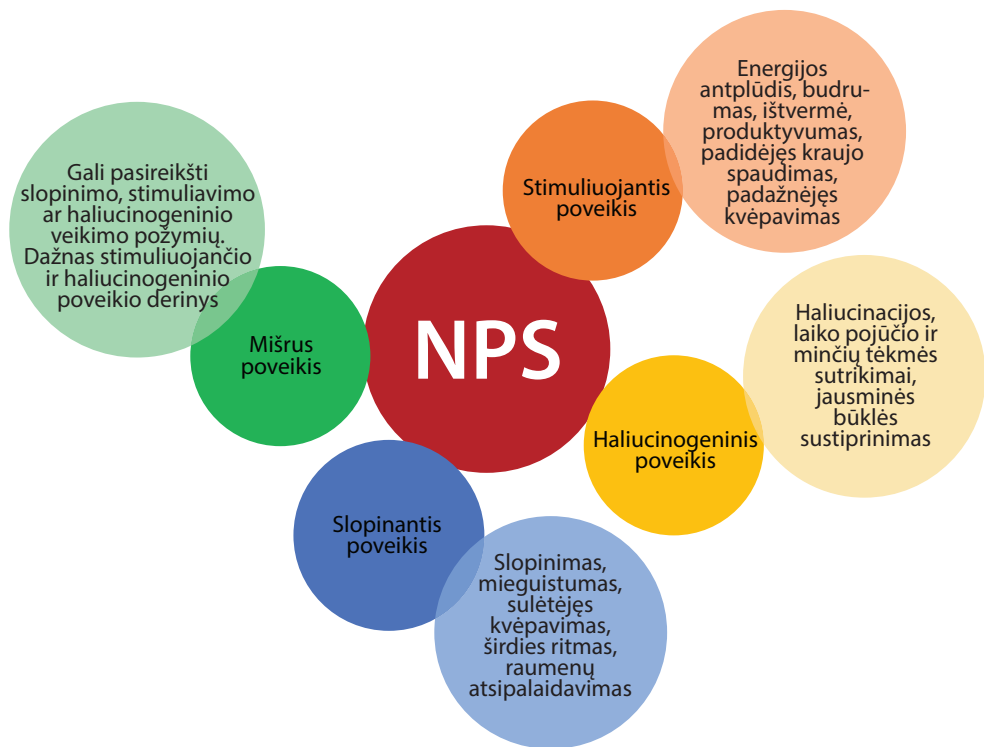 NPS
Stimuliuojantis
poveikis
Energijos
antplūdis, budru-
mas, ištvermė,
produktyvumas,
padidėjęs kraujo
spaudimas,
padažnėjęs
kvėpavimas
Haliucinogeninis
poveikis
Haliucinacijos,
laiko pojūčio ir
minčių tėkmės
sutrikimai,
jausminės
būklės
sustiprinimas
Slopinantis
poveikis
Slopinimas,
mieguistumas,
sulėtėjęs
kvėpavimas,
širdies ritmas,
raumenų
atsipalaidavimas
Mišrus
poveikis
Gali pasireikšti
slopinimo, stimuliavimo
ar haliucinogeninio
veikimo požymių.
Dažnas stimuliuojančio
ir haliucinogeninio
poveikio derinys